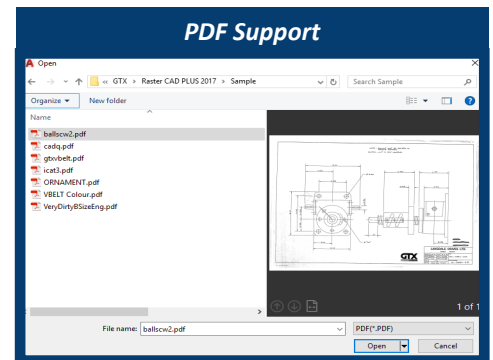 PDF Support
Open
« GTX > Raster CAD PLUS 2017 > Sample
Search Sample
Organize
New folder
Name
ballscw2.pdf
cadq.pdf
gtxvbelt.pdf
icat3.pdf
ORNAMENT.pdf
VBELT Colour.pdf
VeryDirtyBSizeEng.pdf
GTX
1 of 1
File name:
ballscw2.pdf
PDF(*.PDF)
Open
Cancel